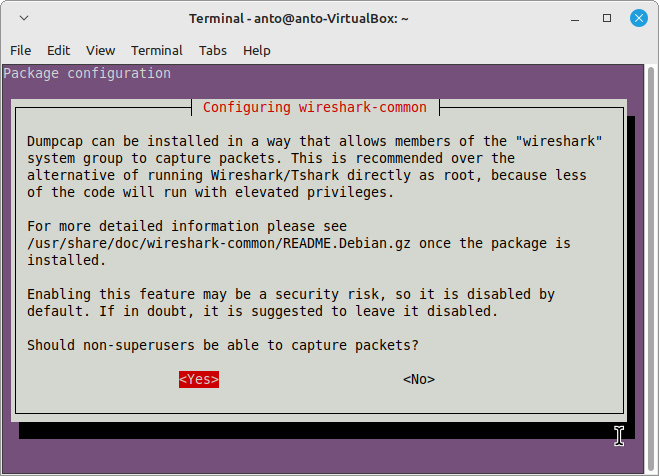 Terminal - anto@anto-VirtualBox: ~
File Edit View Terminal Tabs Help
Package configuration
Configuring wireshark-common
Dumpcap can be installed in a way that allows members of the "wireshark"
system group to capture packets. This is recommended over the
alternative of running Wireshark/Tshark directly as root, because less
of the code will run with elevated privileges.
For more detailed information please see
/usr/share/doc/wireshark-common/README.Debian.gz once the package is
installed.
Enabling this feature may be a security risk, so it is disabled by
default. If in doubt, it is suggested to leave it disabled.
Should non-superusers be able to capture packets?
<Yes> <No>